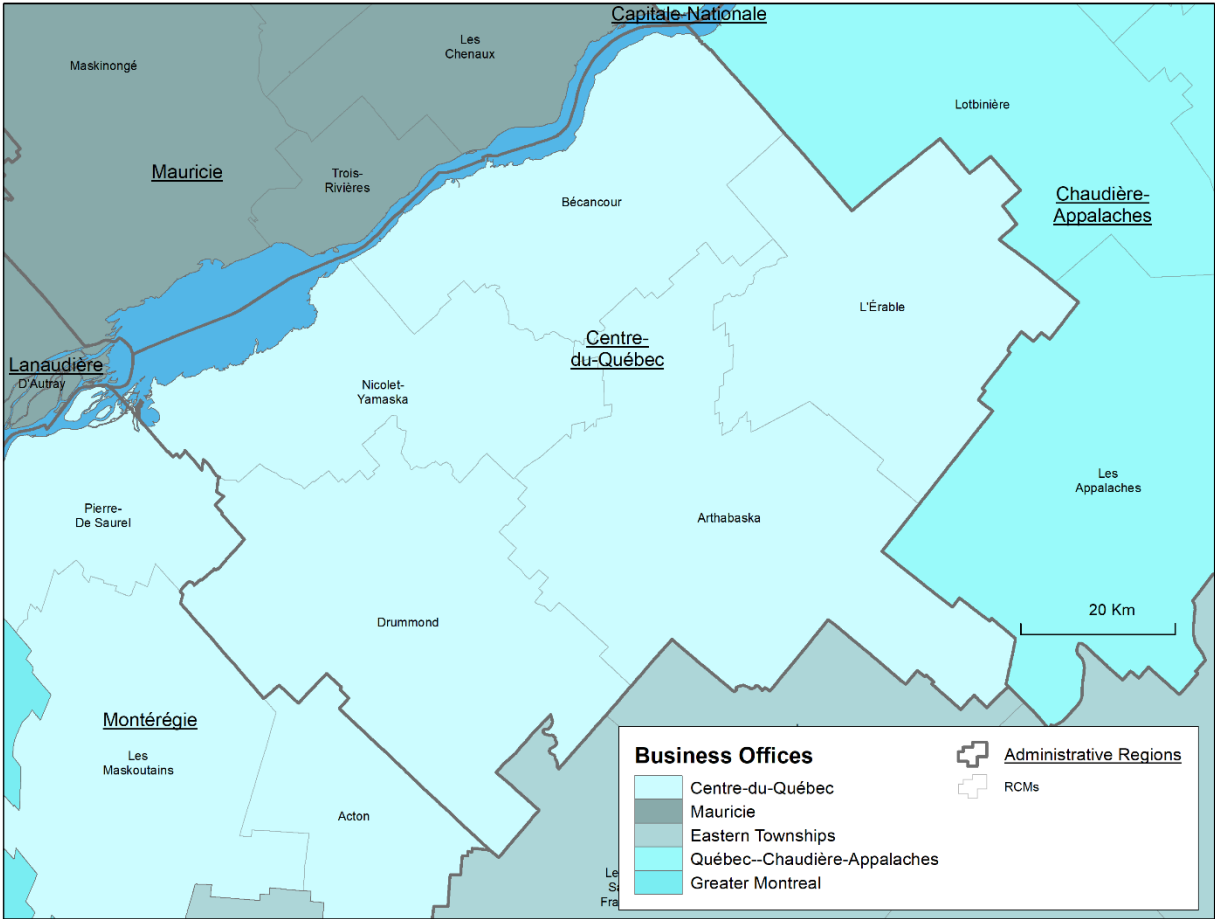 Capitale-Nationale
Les
Chenaux
Maskinongé
Lotbinière
Mauricie
Trois-
Rivières
Bécancour
Chaudière-
Appalaches
L'Érable
Centre-
du-Québec
Lanaudière
D'Autray
Nicolet-
Yamaska
Les
Appalaches
Pierre-
De Saurel
Arthabaska
20 Km
Drummond
Montérégie
Les
Maskoutains
Acton
Business Offices
Centre-du-Québec
Mauricie
Eastern Townships
Québec--Chaudière-Appalaches
Greater Montreal
Administrative Regions
RCMs